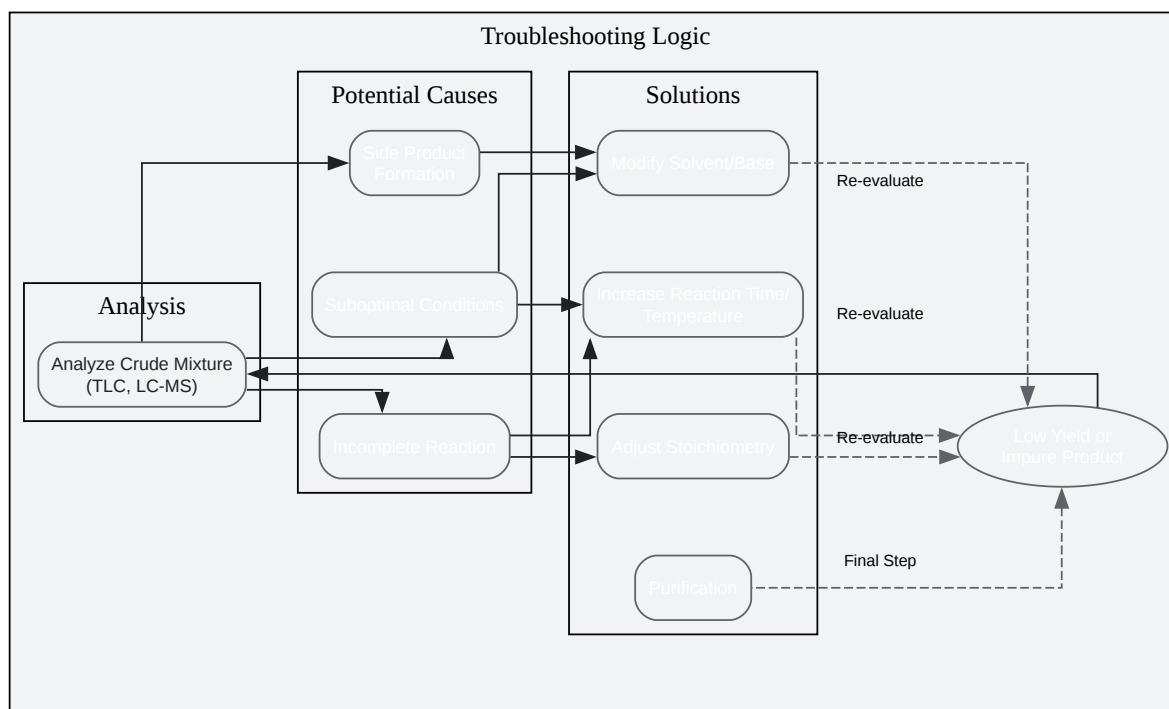 Troubleshooting Logic
Potential Causes
Solutions
Side Product
Formation
Modify Solvent/Base
Re-evaluate
Analysis
Suboptimal Conditions
Increase Reaction Time/
Temperature
Re-evaluate
Analyze Crude Mixture
(TLC, LC-MS)
Incomplete Reaction
Adjust Stoichiometry
Re-evaluate
Low Yield or
Impure Product
Purification
Final Step